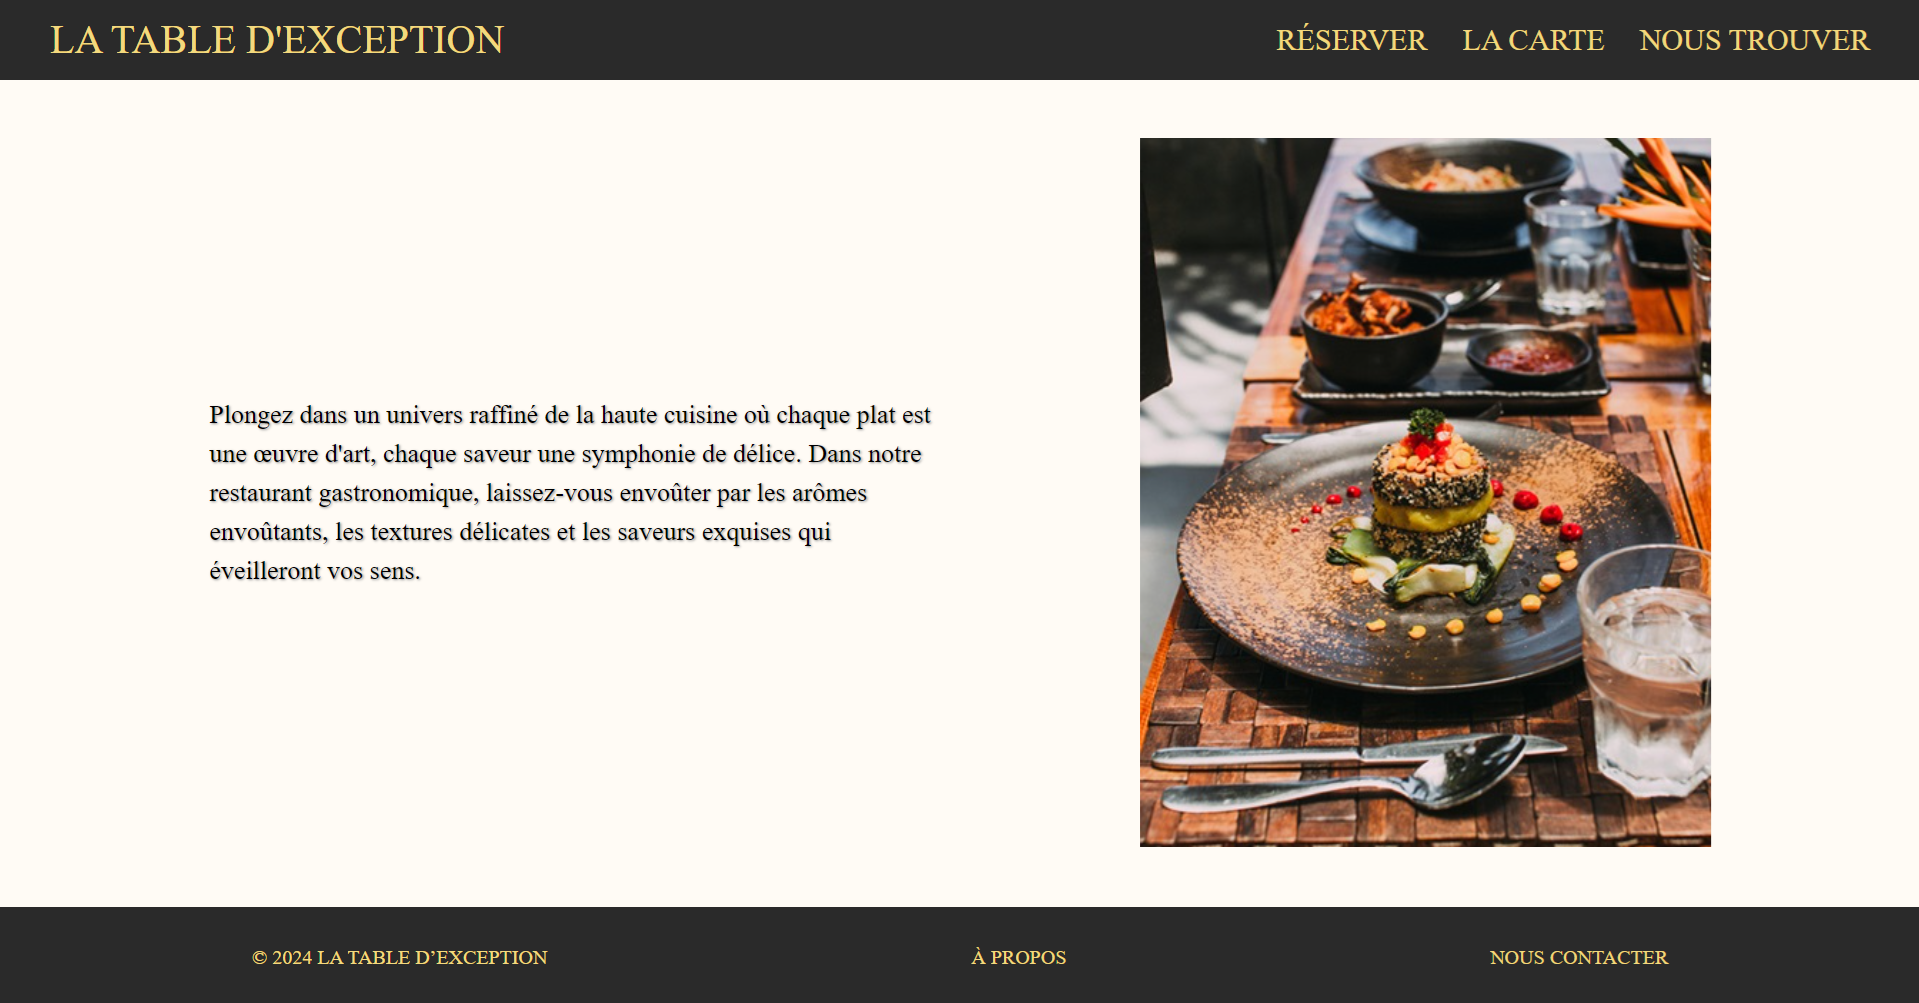 LA TABLE D'EXCEPTION
RÉSERVER LA CARTE NOUS TROUVER
Plongez dans un univers raffiné de la haute cuisine où chaque plat est
une œuvre d'art, chaque saveur une symphonie de délice. Dans notre
restaurant gastronomique, laissez-vous envoûter par les arômes
envoûtants, les textures délicates et les saveurs exquises qui
éveilleront vos sens.
© 2024 LA TABLE D’EXCEPTION
À PROPOS
NOUS CONTACTER